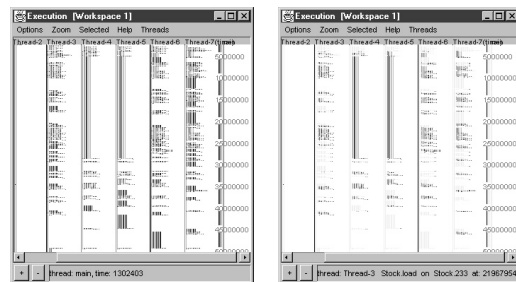 Execution [Workspace 1]
Options Zoom Selected Help Threads
Thread-2 Thread-3 Thread-4 Thread-5 Thread-6 Thread-7
5000000
10000000
15000000
20000000
25000000
30000000
35000000
40000000
45000000
50000000
+ - thread: main, time: 1302403
Execution [Workspace 1]
Options Zoom Selected Help Threads
Thread-2 Thread-3 Thread-4 Thread-5 Thread-6 Thread-7
5000000
10000000
15000000
20000000
25000000
30000000
35000000
40000000
45000000
50000000
+ - thread: Thread-3 Stock.load on Stock.233 at: 21967954